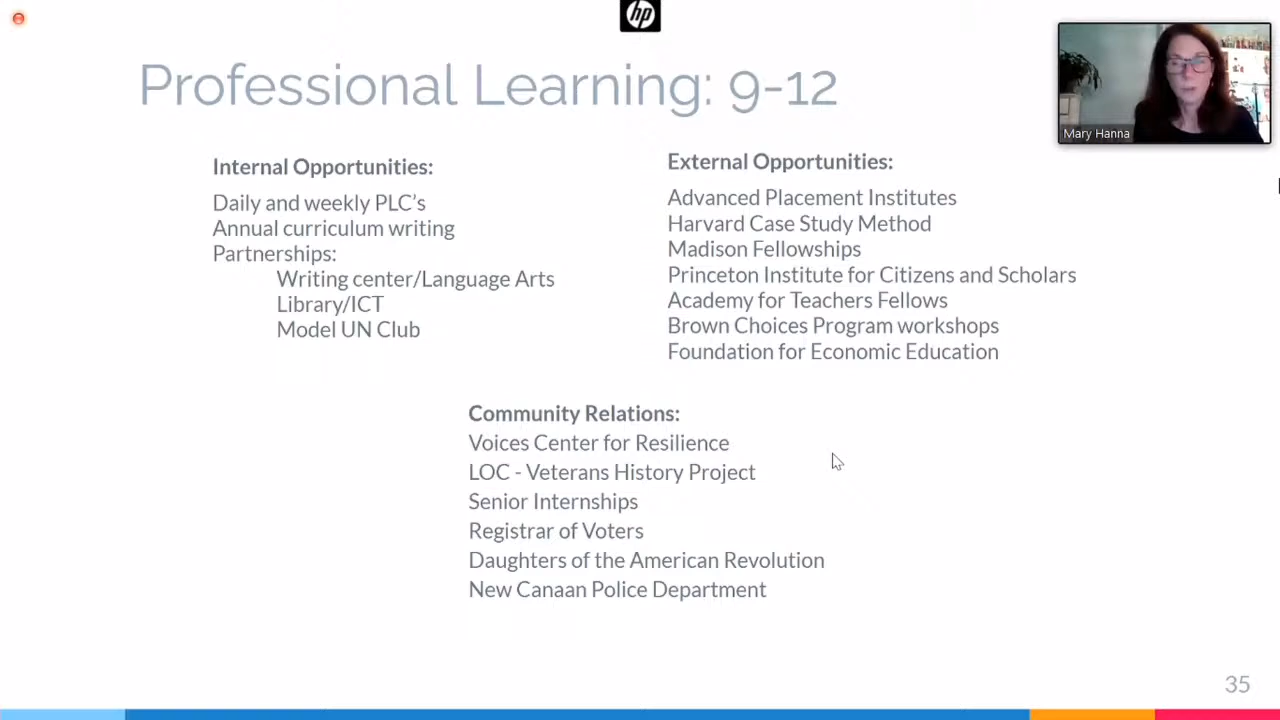 hp
Professional Learning: 9-12
Mary Hanna
Internal Opportunities:
Daily and weekly PLC’s
Annual curriculum writing
Partnerships:
Writing center/Language Arts
Library/ICT
Model UN Club
External Opportunities:
Advanced Placement Institutes
Harvard Case Study Method
Madison Fellowships
Princeton Institute for Citizens and Scholars
Academy for Teachers Fellows
Brown Choices Program workshops
Foundation for Economic Education
Community Relations:
Voices Center for Resilience
LOC - Veterans History Project
Senior Internships
Registrar of Voters
Daughters of the American Revolution
New Canaan Police Department
35